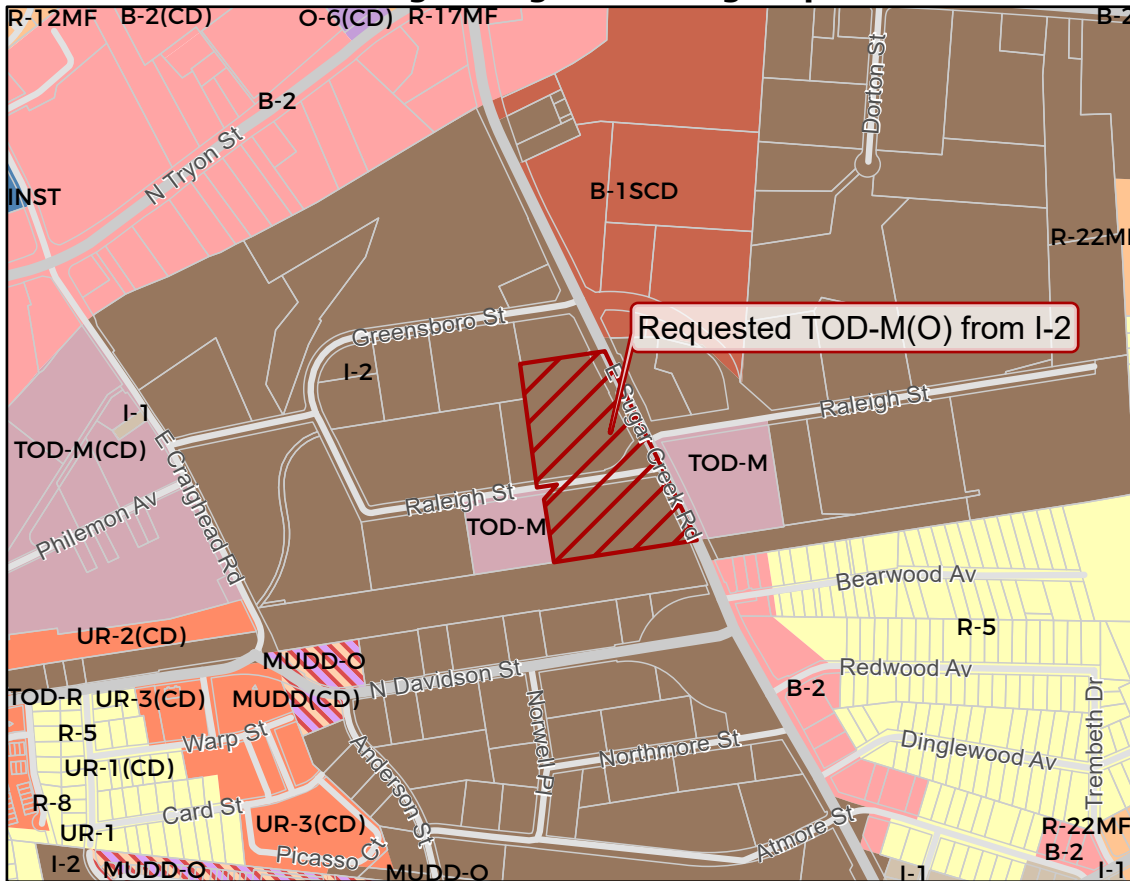 R-12MF
B-2(CD)
O-6(CD)
R-17MF
B-2
Dorton St
B-2
N Tryon St
INST
B-1SCD
R-22MF
Greensboro St
Requested TOD-M(O) from I-2
I-2
E Sugar Creek Rd
Raleigh St
I-1
TOD-M(CD)
E Craighead Rd
TOD-M
Raleigh St
TOD-M
Philemon Av
Bearwood Av
R-5
UR-2(CD)
MUDD-O
N Davidson St
Redwood Av
TOD-R
UR-3(CD)
MUDD(CD)
B-2
Norwell Pl
Trembeth Dr
R-5
Warp St
Anderson St
Northmore St
Dinglewood Av
UR-1(CD)
R-8
Card St
UR-3(CD)
Atmore St
R-22MF
UR-1
Picasso Ct
B-2
I-2
MUDD-O
MUDD-O
I-1
I-1